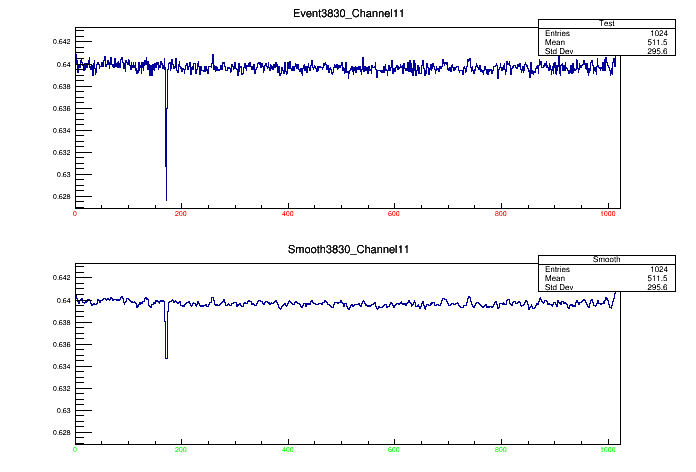 Event3830_Channel11
Test
Entries 1024
Mean 511.5
Std Dev 295.6
0.642
0.64
0.638
0.636
0.634
0.632
0.63
0.628
0 200 400 600 800 1000
Smooth3830_Channel11
Smooth
Entries 1024
Mean 511.5
Std Dev 295.6
0.642
0.64
0.638
0.636
0.634
0.632
0.63
0.628
0 200 400 600 800 1000